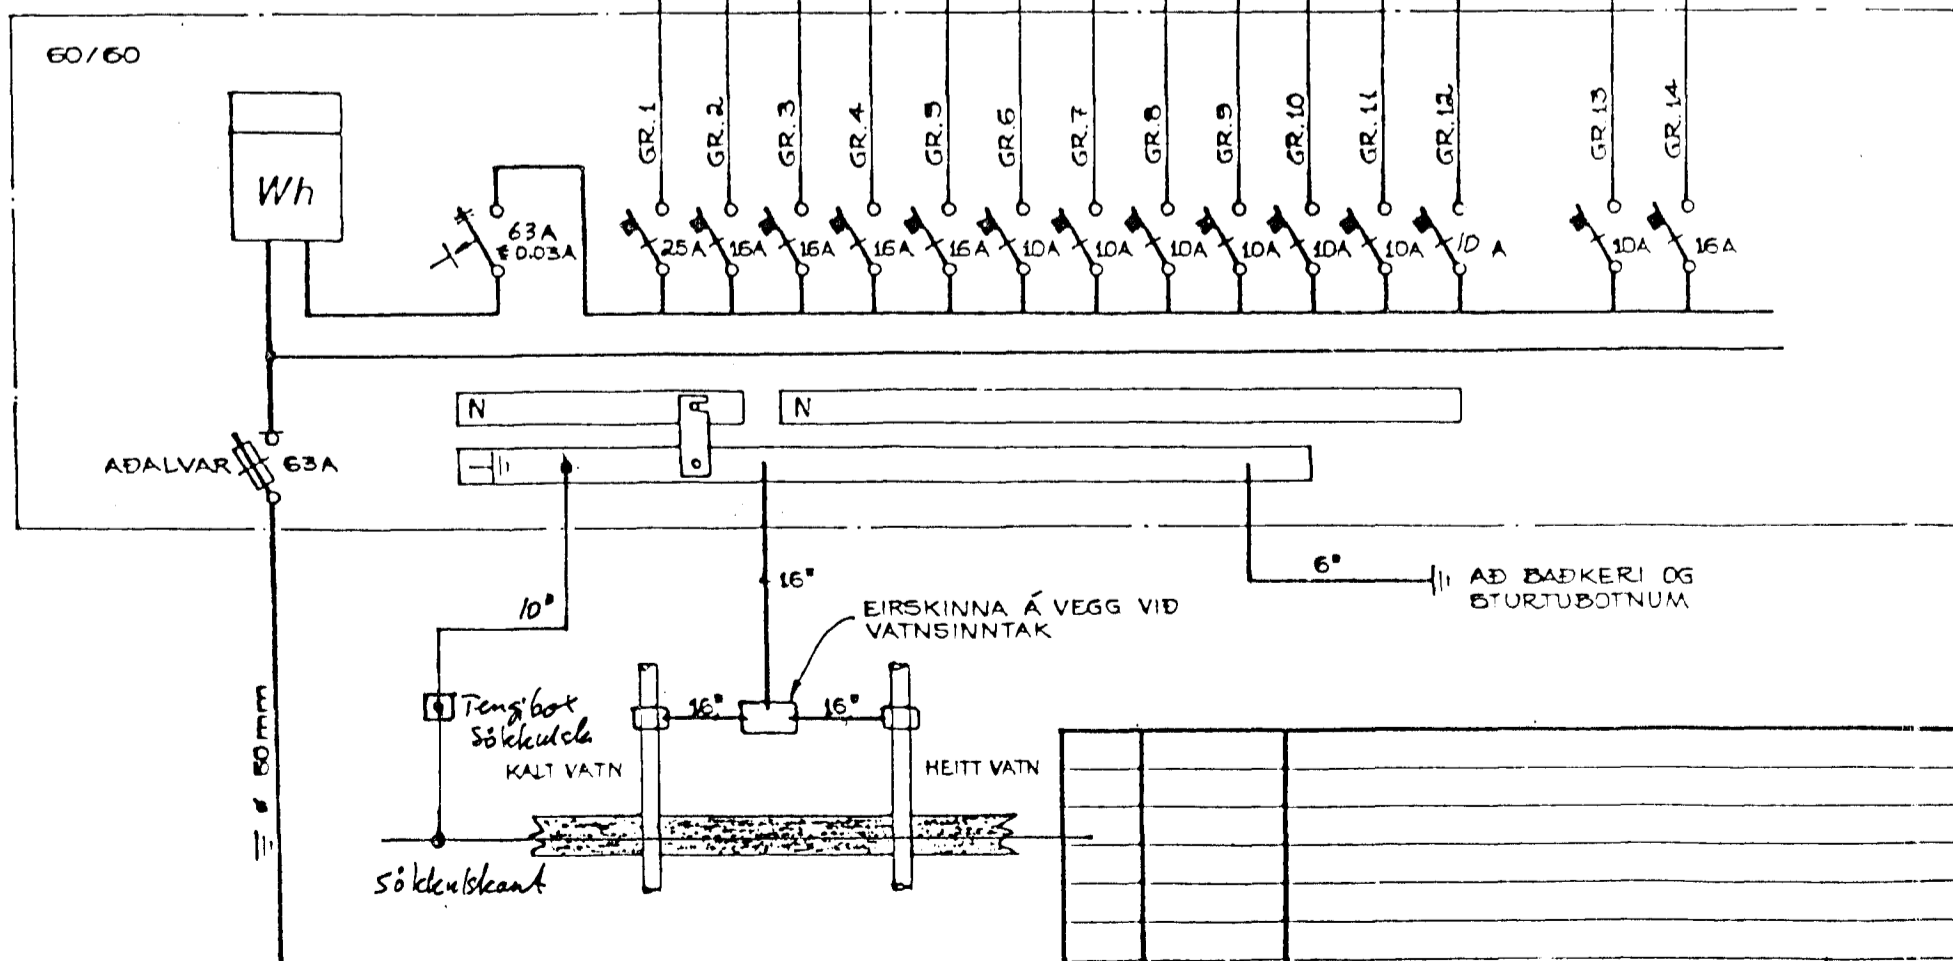 60/60
Wh
63A
0.03A
GR. 1
GR. 2
GR. 3
GR. 4
GR. 5
GR. 6
GR. 7
GR. 8
GR. 9
GR. 10
GR. 11
GR. 12
GR. 13
GR. 14
25A
16A
16A
16A
16A
10A
10A
10A
10A
10A
10A
10 A
10A
16A
N
N
AÐALVAR
63A
10"
16"
6"
AÐ BAÐKERI OG
STURTUBOTNUM
EIRSKINNA Á VEGG VIÐ
VATNSINNTAK
16"
16"
Tengibox
KALT VATN
HEITT VATN
ø 50 mm
Sökkulskaut